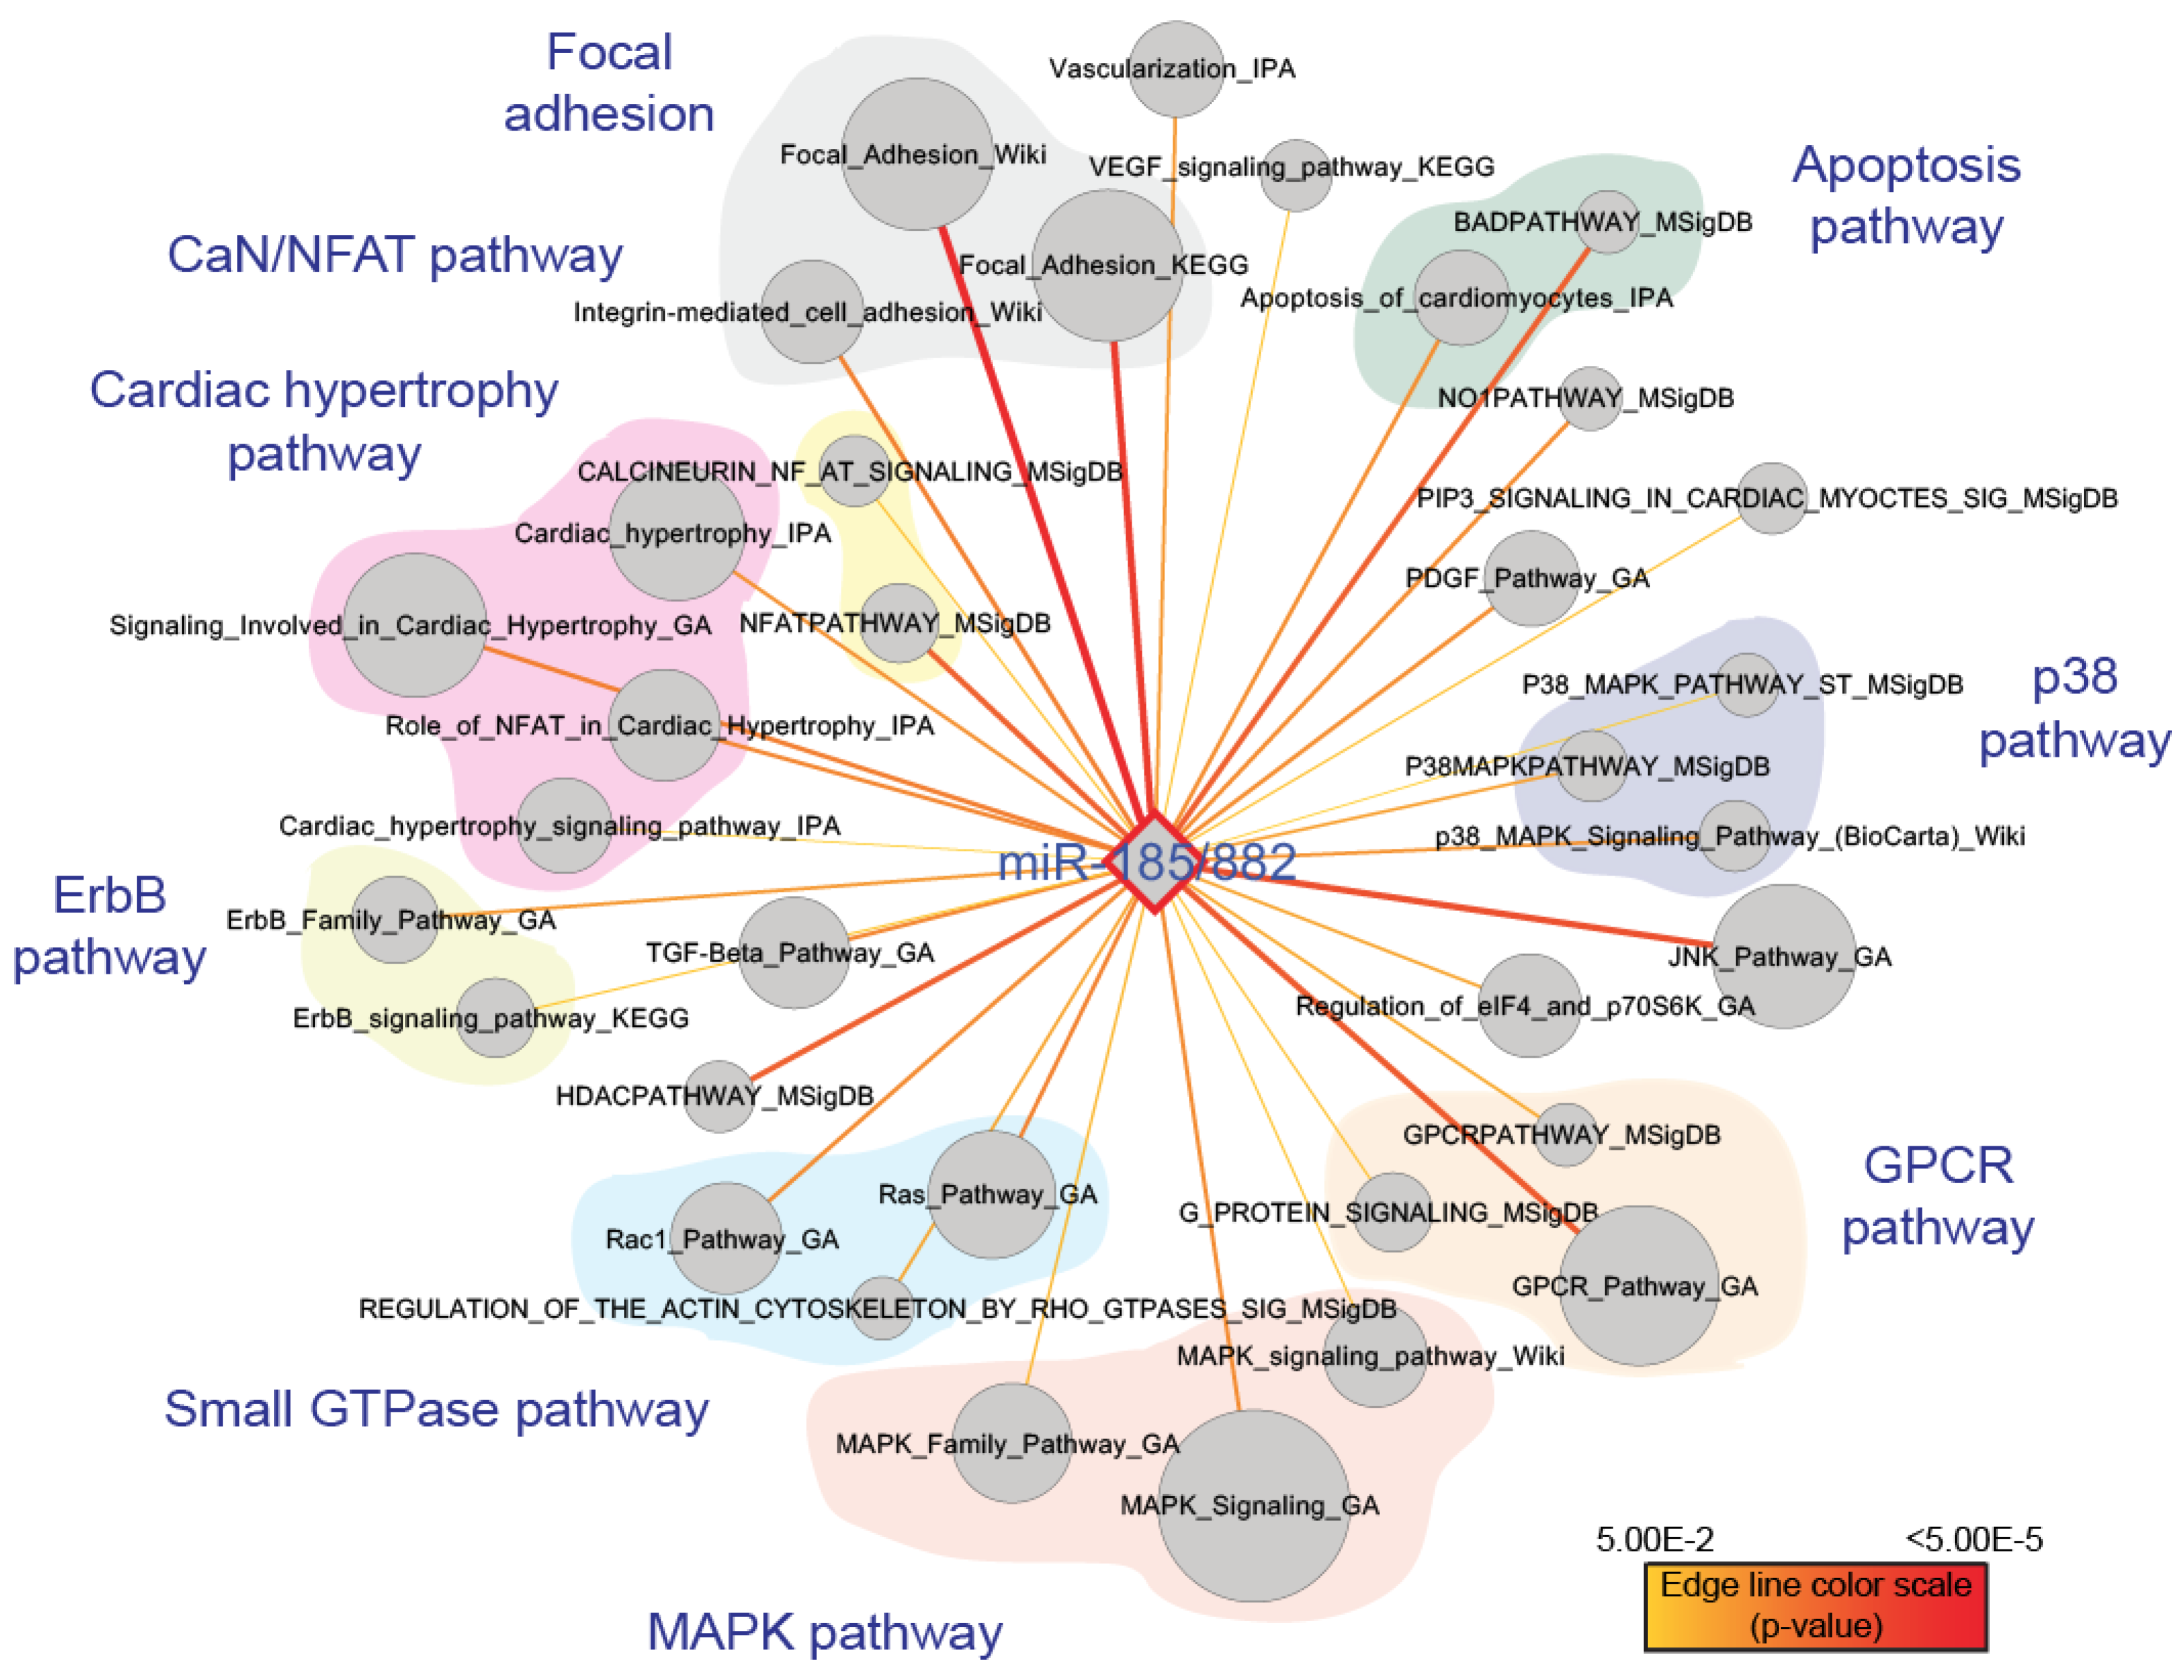 Focal
adhesion
Vascularization_IPA
Focal_Adhesion_Wiki
VEGF_signaling_pathway_KEGG
Apoptosis
pathway
BADPATHWAY_MSigDB
CaN/NFAT pathway
Focal_Adhesion_KEGG
Integrin-mediated_cell_adhesion_Wiki
Apoptosis_of_cardiomyocytes_IPA
Cardiac hypertrophy
pathway
NO1PATHWAY_MSigDB
CALCINEURIN_NF_AT_SIGNALING_MSigDB
PIP3_SIGNALING_IN_CARDIAC_MYOCTES_SIG_MSigDB
Cardiac_hypertrophy_IPA
PDGF_Pathway_GA
Signaling_Involved_in_Cardiac_Hypertrophy_GA
NFATPATHWAY_MSigDB
P38_MAPK_PATHWAY_ST_MSigDB
p38
pathway
Role_of_NFAT_in_Cardiac_Hypertrophy_IPA
P38MAPKPATHWAY_MSigDB
Cardiac_hypertrophy_signaling_pathway_IPA
p38_MAPK_Signaling_Pathway_(BioCarta)_Wiki
miR-185/882
ErbB
pathway
ErbB_Family_Pathway_GA
TGF-Beta_Pathway_GA
JNK_Pathway_GA
ErbB_signaling_pathway_KEGG
Regulation_of_eIF4_and_p70S6K_GA
HDACPATHWAY_MSigDB
GPCRPATHWAY_MSigDB
GPCR
pathway
Ras_Pathway_GA
G_PROTEIN_SIGNALING_MSigDB
Rac1_Pathway_GA
GPCR_Pathway_GA
REGULATION_OF_THE_ACTIN_CYTOSKELETON_BY_RHO_GTPASES_SIG_MSigDB
MAPK_signaling_pathway_Wiki
Small GTPase pathway
MAPK_Family_Pathway_GA
MAPK_Signaling_GA
MAPK pathway
5.00E-2 <5.00E-5
Edge line color scale
(p-value)